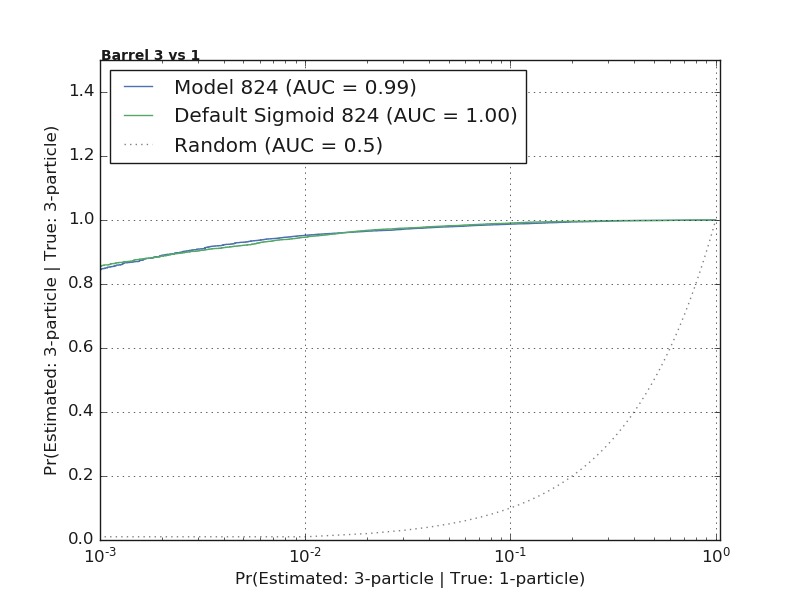 Barrel 3 vs 1
Model 824 (AUC = 0.99)
Default Sigmoid 824 (AUC = 1.00)
Random (AUC = 0.5)
Pr(Estimated: 3-particle | True: 3-particle)
1.4
1.2
1.0
0.8
0.6
0.4
0.2
0.0
10⁻³ 10⁻² 10⁻¹ 10⁰
Pr(Estimated: 3-particle | True: 1-particle)